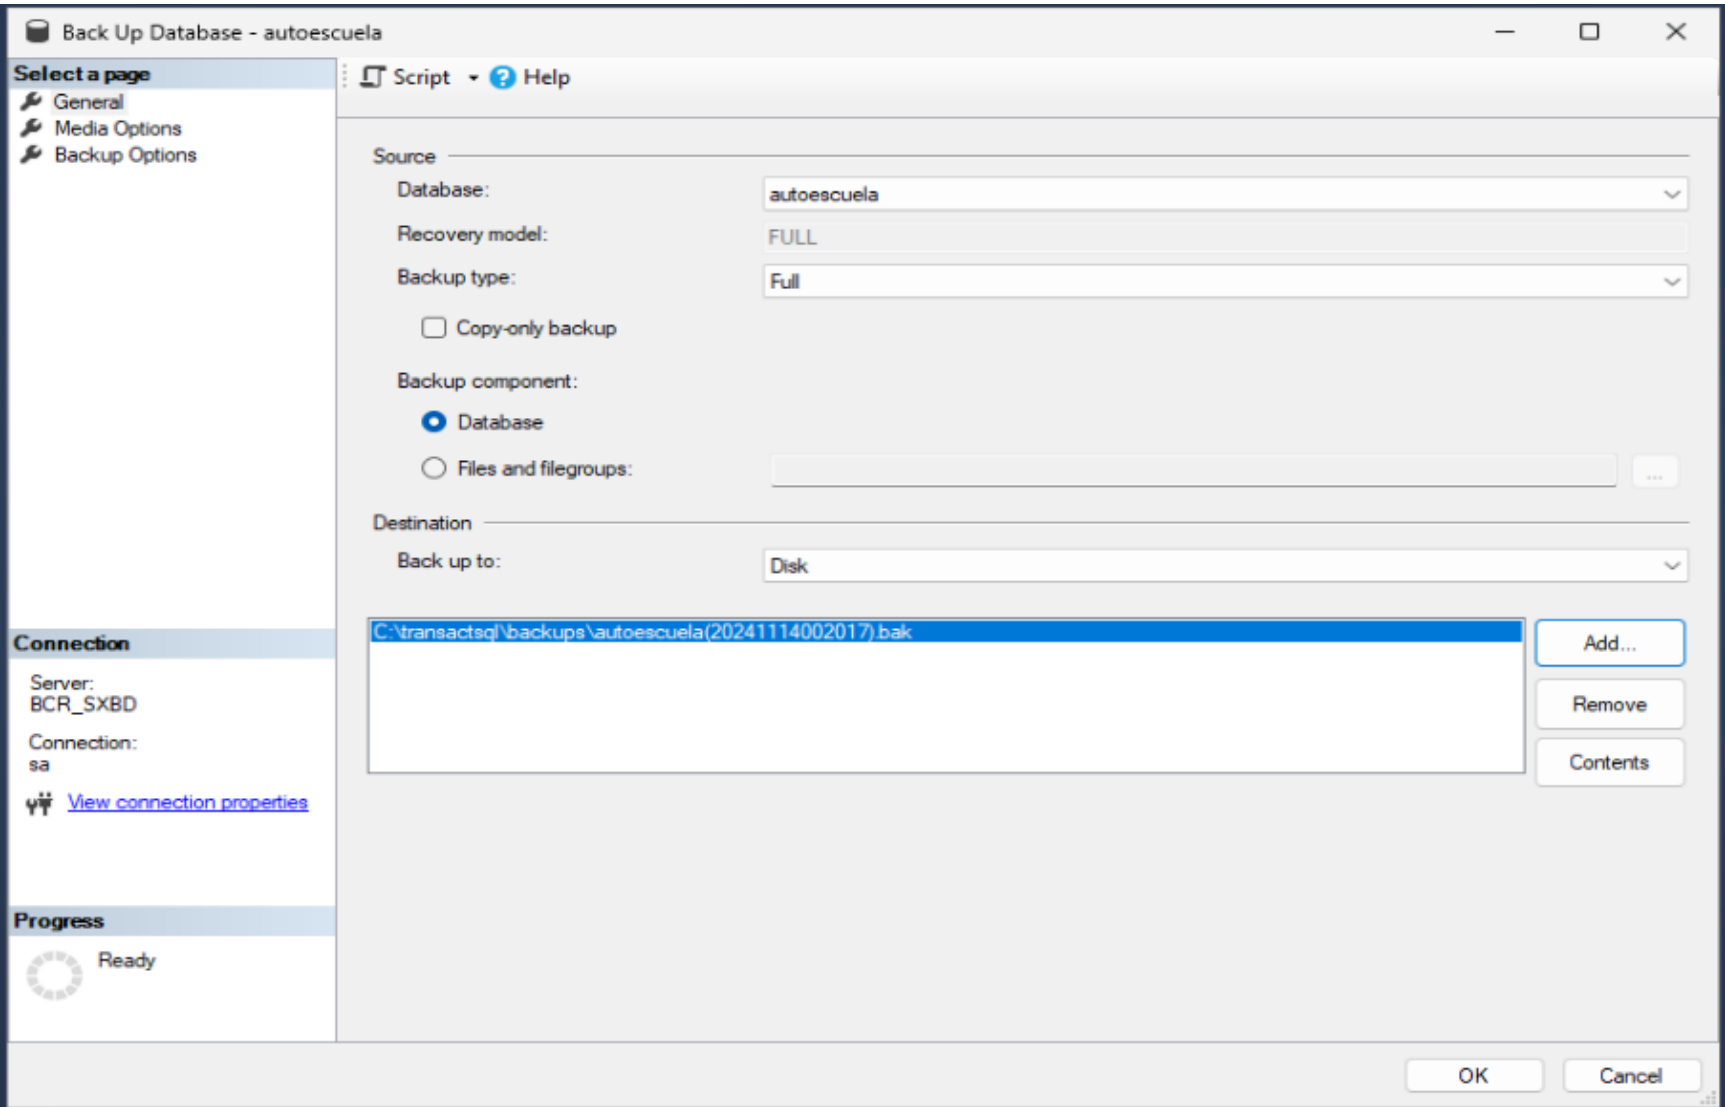 Back Up Database - autoescuela
Select a page
General
Media Options
Backup Options
Script
Help
Source
Database: autoescuela
Recovery model: FULL
Backup type: Full
Copy-only backup
Backup component:
Database
Files and filegroups:
...
Destination
Back up to: Disk
C:\transactsql\backups\autoescuela(20241114002017).bak
Add...
Remove
Contents
Connection
Server:
BCR_SXBD
Connection:
sa
View connection properties
Progress
Ready
OK
Cancel